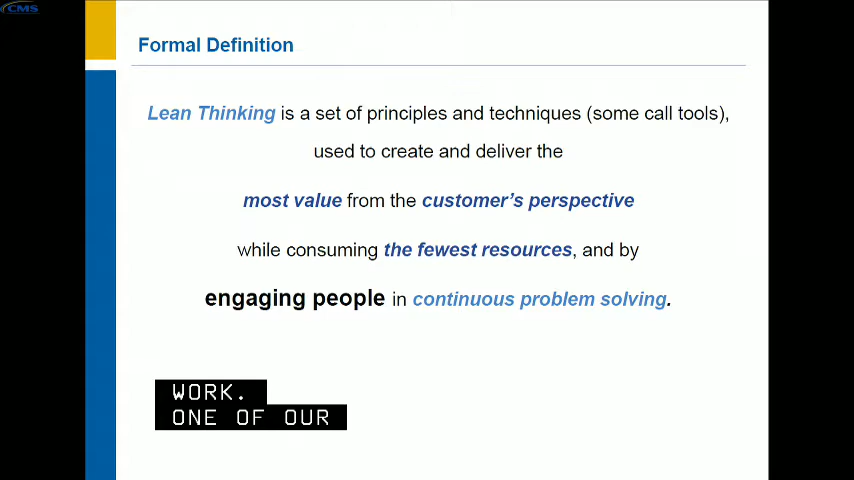 CMS
Formal Definition
Lean Thinking is a set of principles and techniques (some call tools),
used to create and deliver the
most value from the customer's perspective
while consuming the fewest resources, and by
engaging people in continuous problem solving.
WORK.
ONE OF OUR